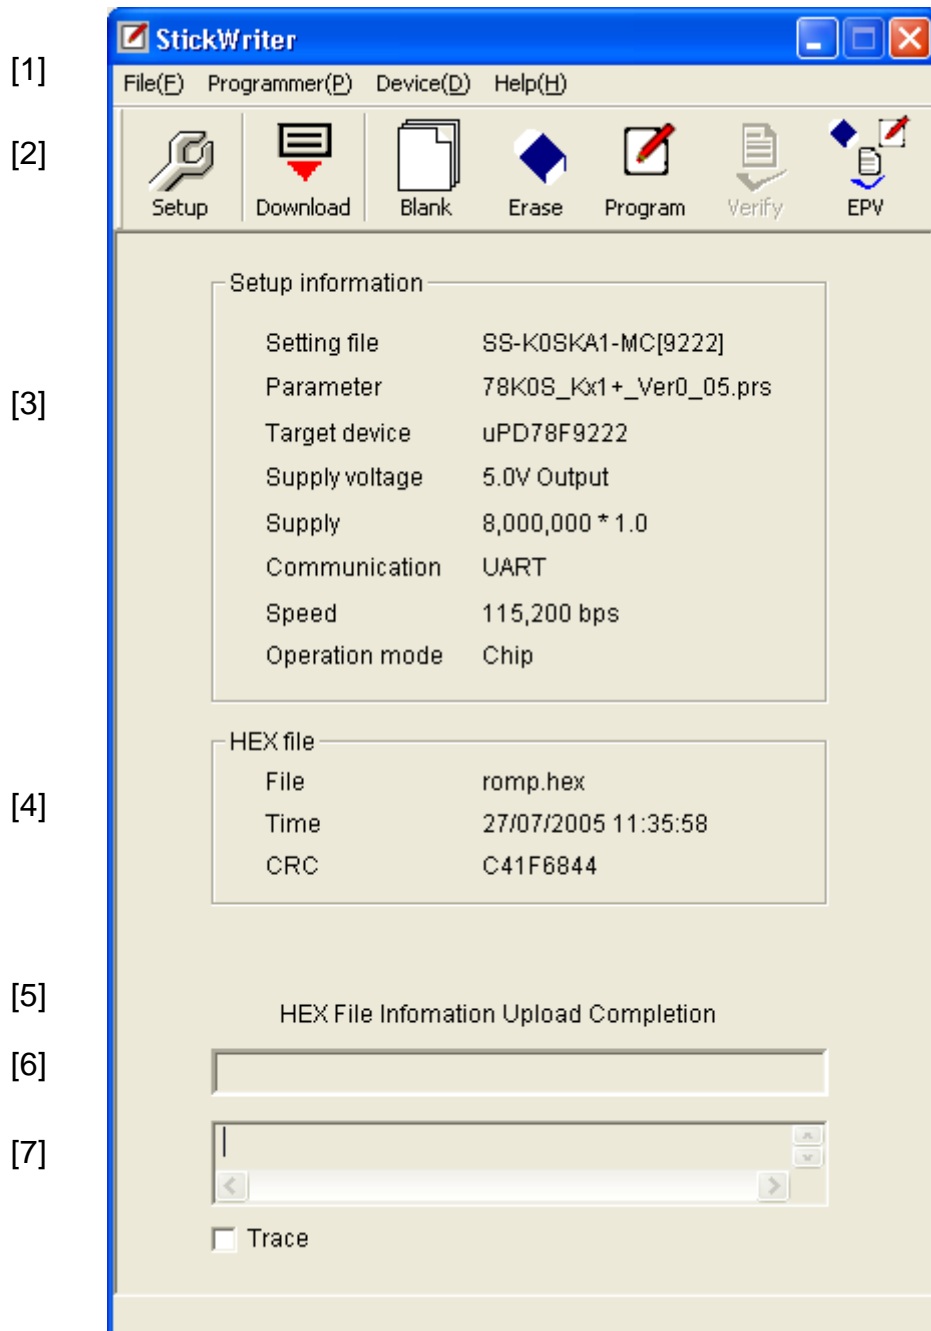 StickWriter
[1]
File(F) Programmer(P) Device(D) Help(H)
[2]
Setup Download Blank Erase Program Verify EPV
Setup information
Setting file SS-K0SKA1-MC[9222]
[3]
Parameter 78K0S_Kx1+_Ver0_05.prs
Target device uPD78F9222
Supply voltage 5.0V Output
Supply 8,000,000 * 1.0
Communication UART
Speed 115,200 bps
Operation mode Chip
HEX file
File romp.hex
[4]
Time 27/07/2005 11:35:58
CRC C41F6844
[5]
HEX File Infomation Upload Completion
[6]
[7]
Trace